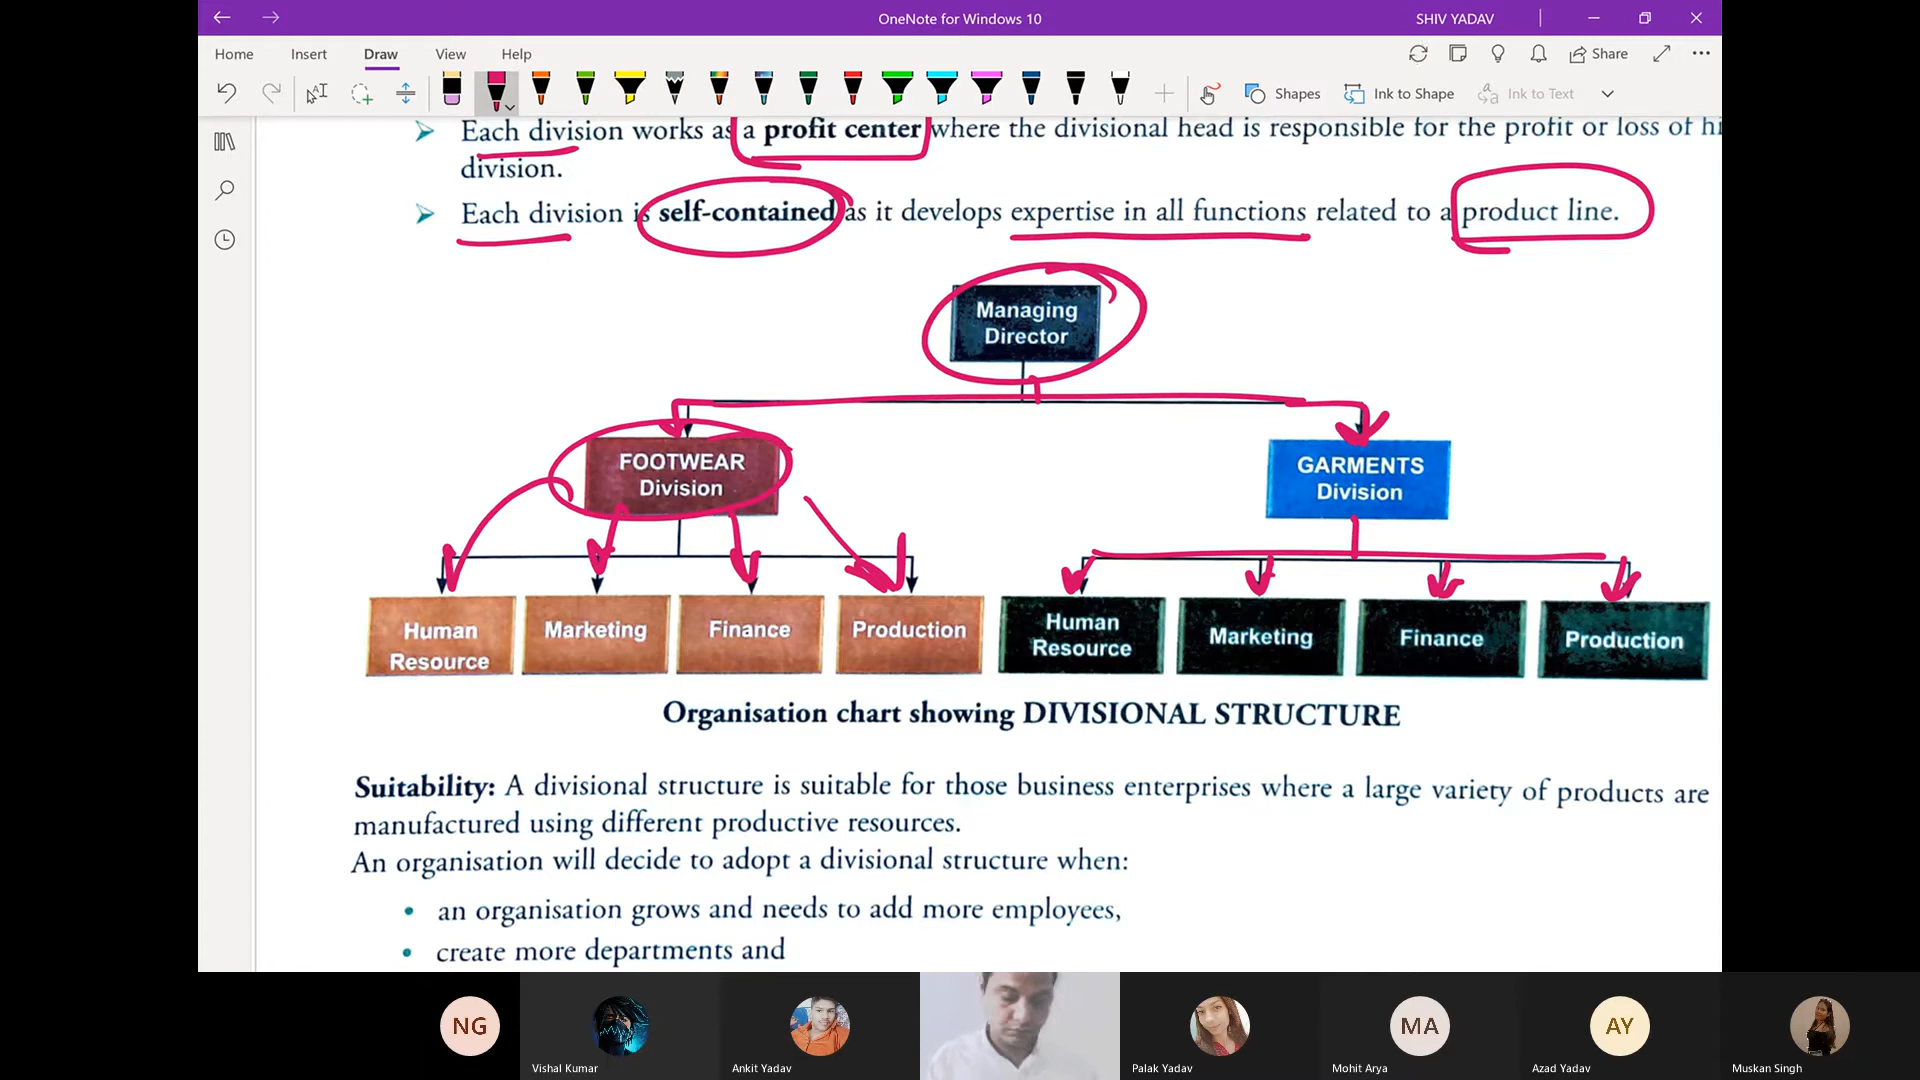 OneNote for Windows 10
SHIV YADAV
Home Insert Draw View Help
Share
Shapes Ink to Shape Ink to Text
Each division works as a profit center where the divisional head is responsible for the profit or loss of hi
division.
Each division is self-contained as it develops expertise in all functions related to a product line.
Managing
Director
FOOTWEAR
Division
GARMENTS
Division
Human
Resource
Marketing
Finance
Production
Human
Resource
Marketing
Finance
Production
Organisation chart showing DIVISIONAL STRUCTURE
Suitability: A divisional structure is suitable for those business enterprises where a large variety of products are
manufactured using different productive resources.
An organisation will decide to adopt a divisional structure when:
• an organisation grows and needs to add more employees,
• create more departments and
NG
MA
AY
Vishal Kumar
Ankit Yadav
Palak Yadav
Mohit Arya
Azad Yadav
Muskan Singh